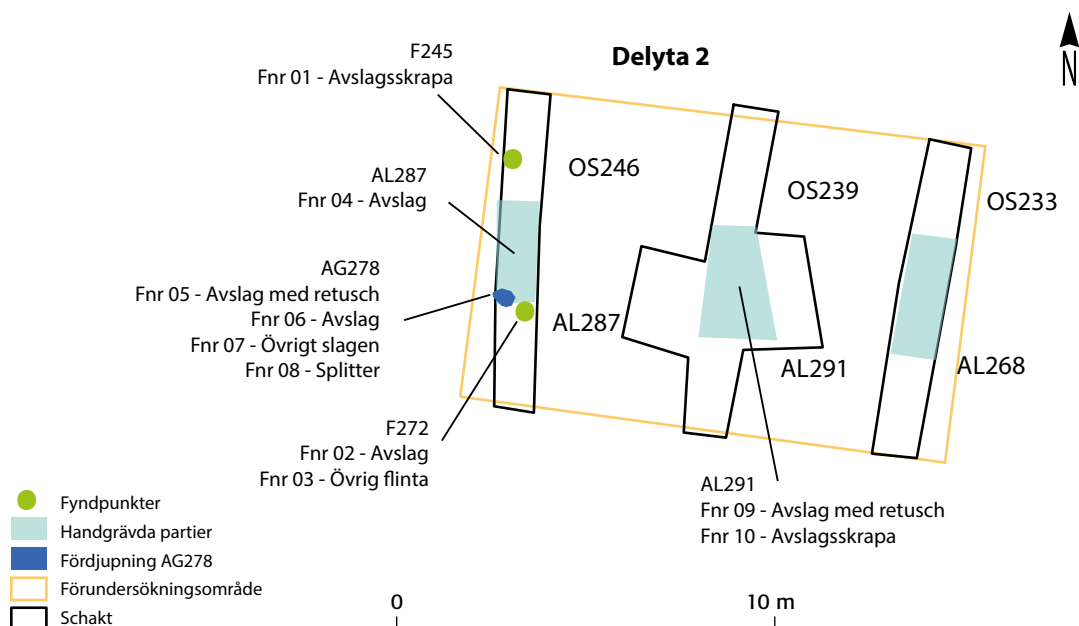 Delyta 2
N
F245
Fnr 01 - Avslagsskrapa
AL287
Fnr 04 - Avslag
AG278
Fnr 05 - Avslag med retusch
Fnr 06 - Avslag
Fnr 07 - Övrigt slagen
Fnr 08 - Splitter
F272
Fnr 02 - Avslag
Fnr 03 - Övrig flinta
OS246
OS239
OS233
AL287
AL291
AL268
AL291
Fnr 09 - Avslag med retusch
Fnr 10 - Avslagsskrapa
Fyndpunkter
Handgrävda partier
Fördjupning AG278
Förundersökningsområde
Schakt
0
10 m